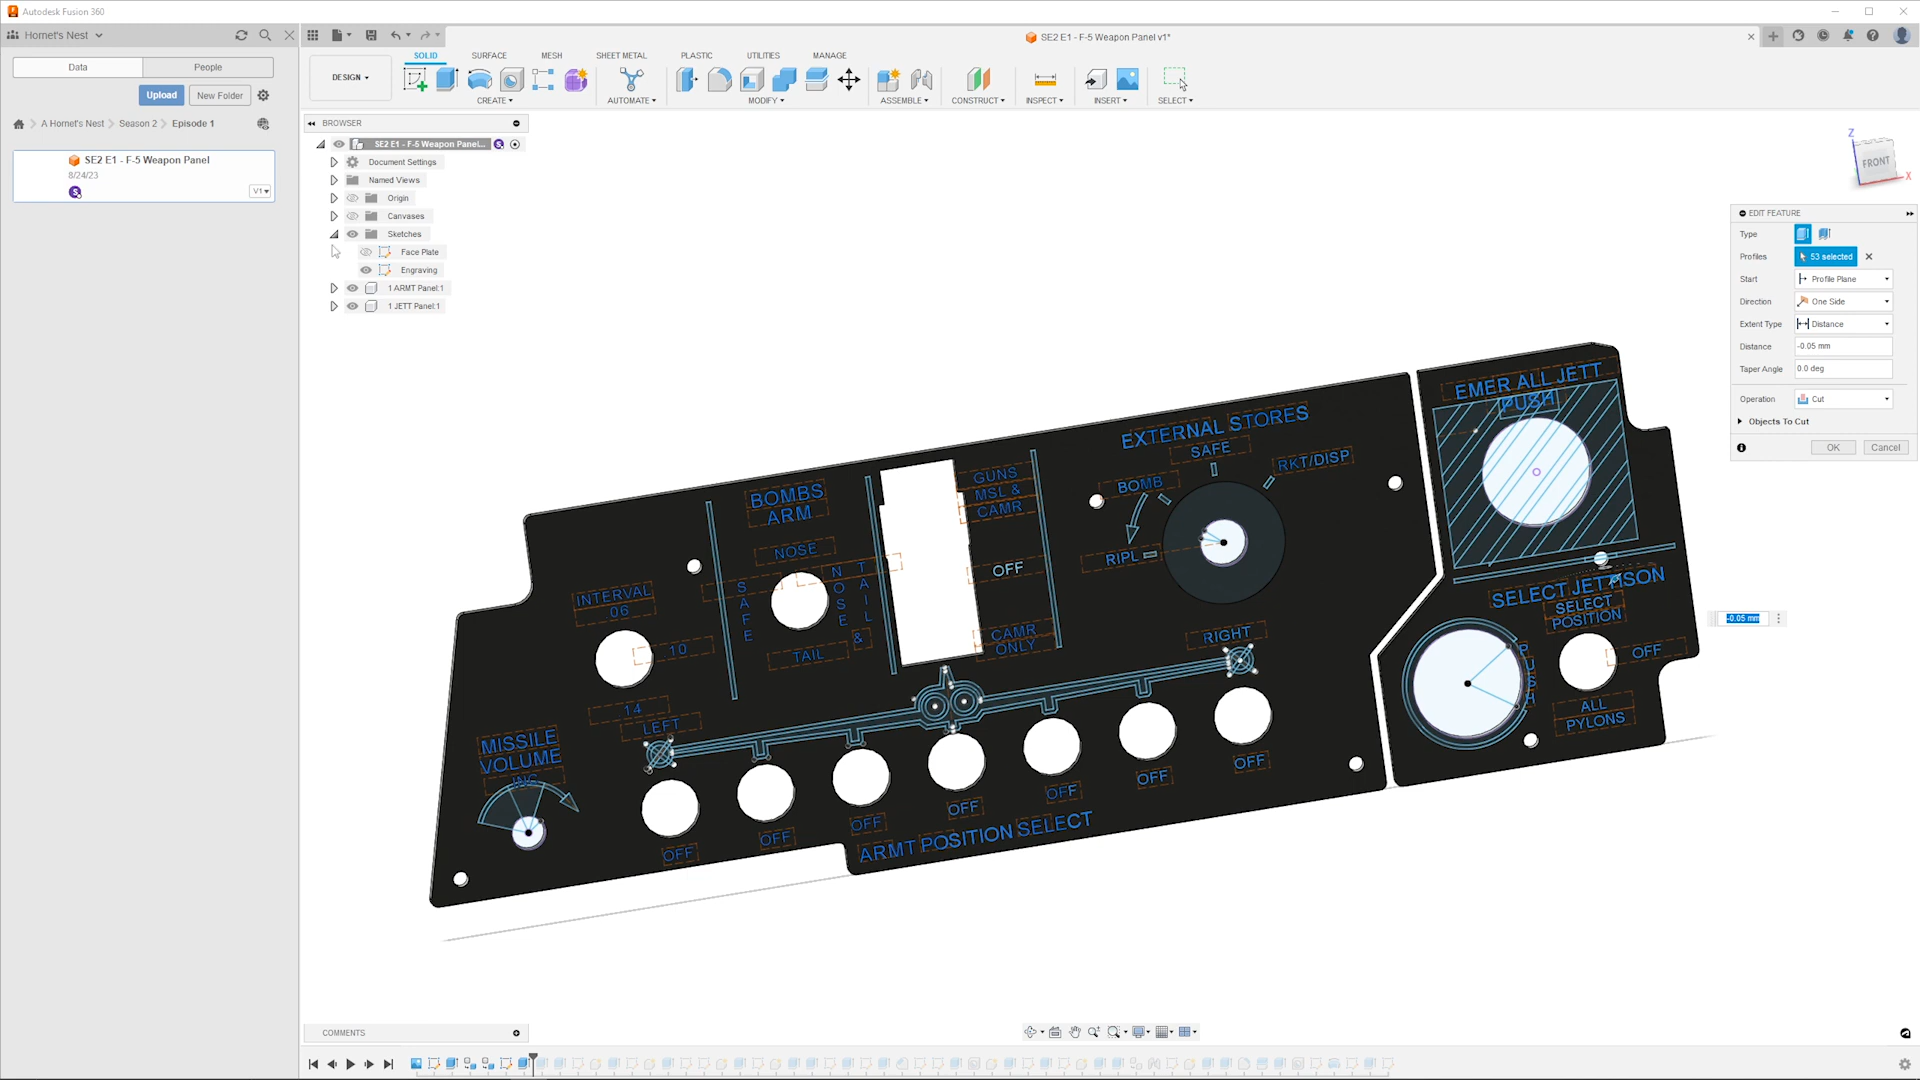 Autodesk Fusion 360
Hornet's Nest
SE2 E1 - F-5 Weapon Panel v1*
Data
People
Upload
New Folder
A Hornet's Nest
Season 2
Episode 1
SE2 E1 - F-5 Weapon Panel
8/24/23
S
V1
DESIGN
SOLID
SURFACE
MESH
SHEET METAL
PLASTIC
UTILITIES
MANAGE
CREATE
AUTOMATE
MODIFY
ASSEMBLE
CONSTRUCT
INSPECT
INSERT
SELECT
BROWSER
SE2 E1 - F-5 Weapon Panel...
S
Document Settings
Named Views
Origin
Canvases
Sketches
Face Plate
Engraving
1 ARMT Panel:1
1 JETT Panel:1
Z
FRONT
X
EDIT FEATURE
Type
Profiles
53 selected
Start
Profile Plane
Direction
One Side
Extent Type
Distance
Distance
-0.05 mm
Taper Angle
0.0 deg
Operation
Cut
Objects To Cut
OK
Cancel
-0.05 mm
EMER ALL JETT
PUSH
EXTERNAL STORES
SAFE
RKT/DISP
BOMB
RIPL
GUNS
MSL &
CAMR
OFF
CAMR
ONLY
BOMBS
ARM
NOSE
SAFE
NOSE
TAIL
&
TAIL
INTERVAL
06
10
14
LEFT
RIGHT
MISSILE
VOLUME
INC
OFF
OFF
OFF
OFF
OFF
OFF
OFF
ARMT POSITION SELECT
SELECT JETTISON
SELECT
POSITION
PUSH
OFF
ALL
PYLONS
COMMENTS